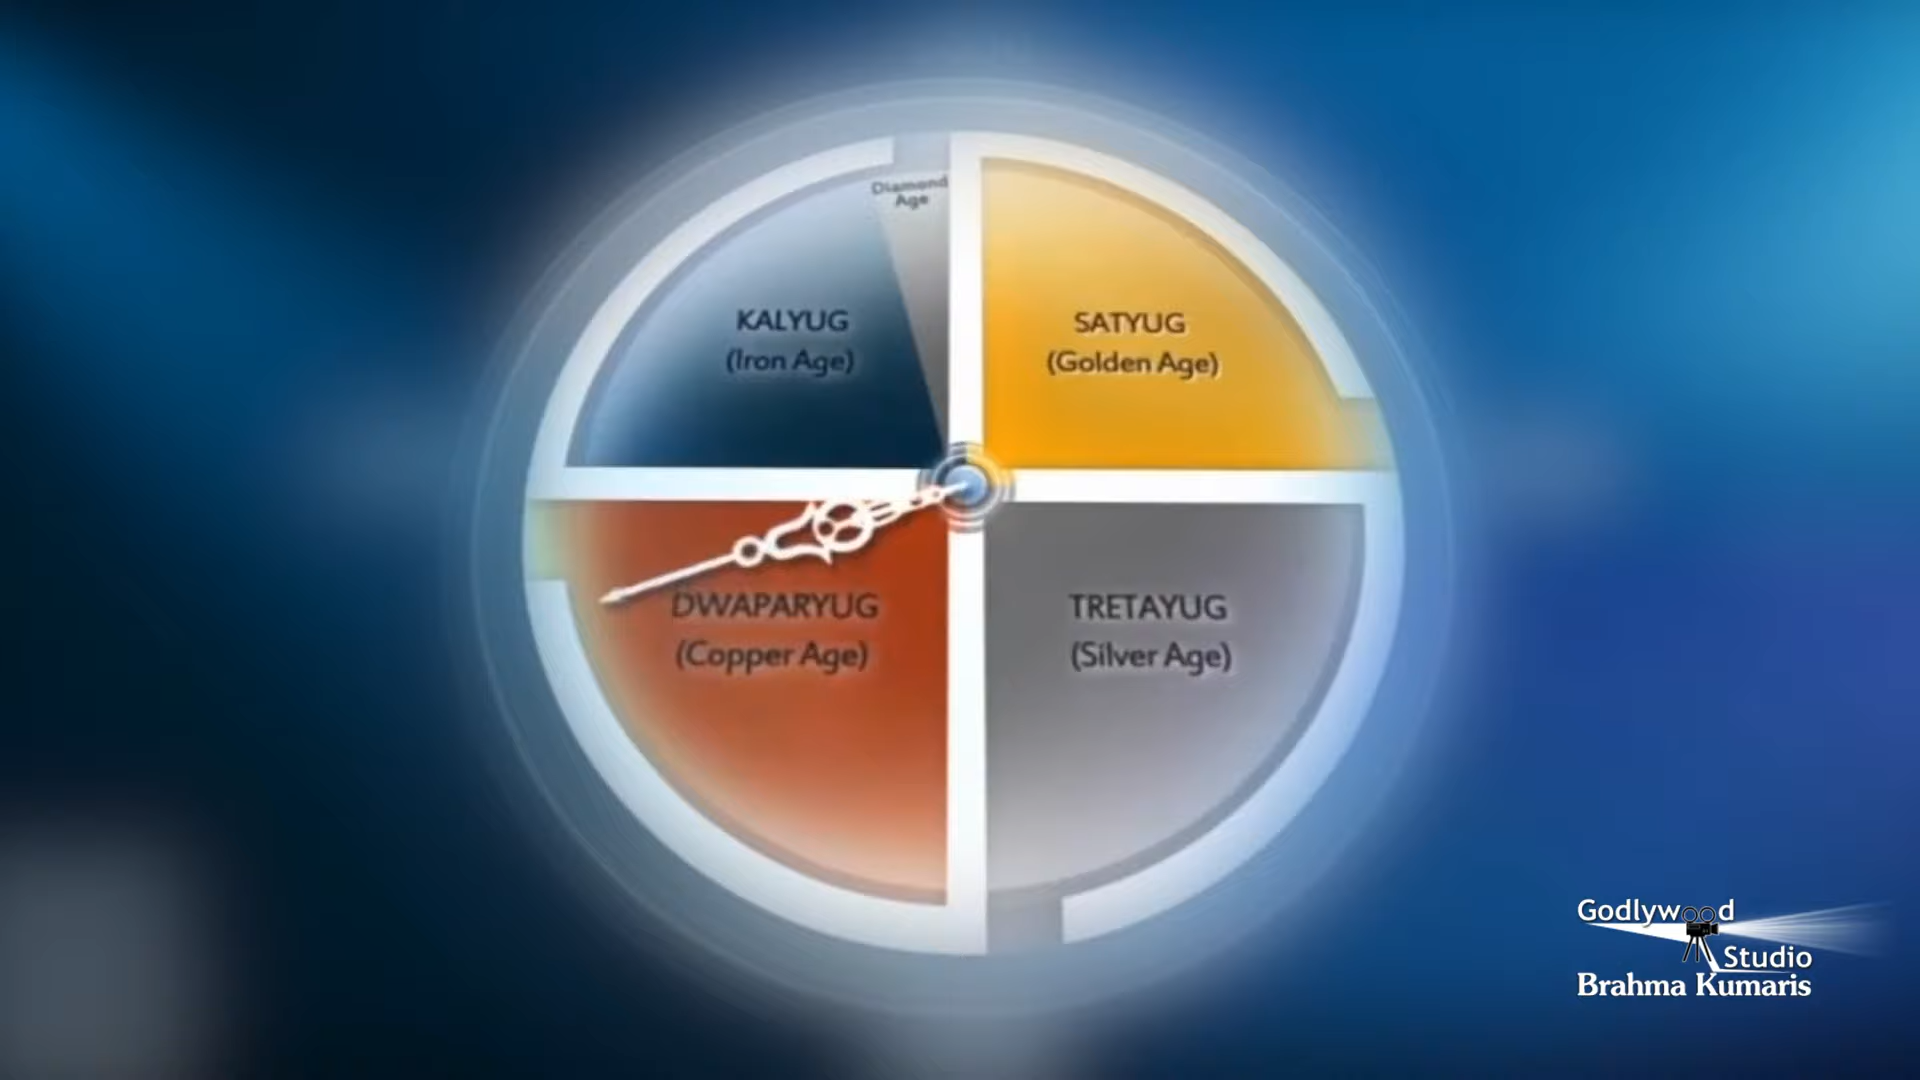 Diamond
Age
KALYUG
(Iron Age)
SATYUG
(Golden Age)
DWAPARYUG
(Copper Age)
TRETAYUG
(Silver Age)
Godlywood
Studio
Brahma Kumaris